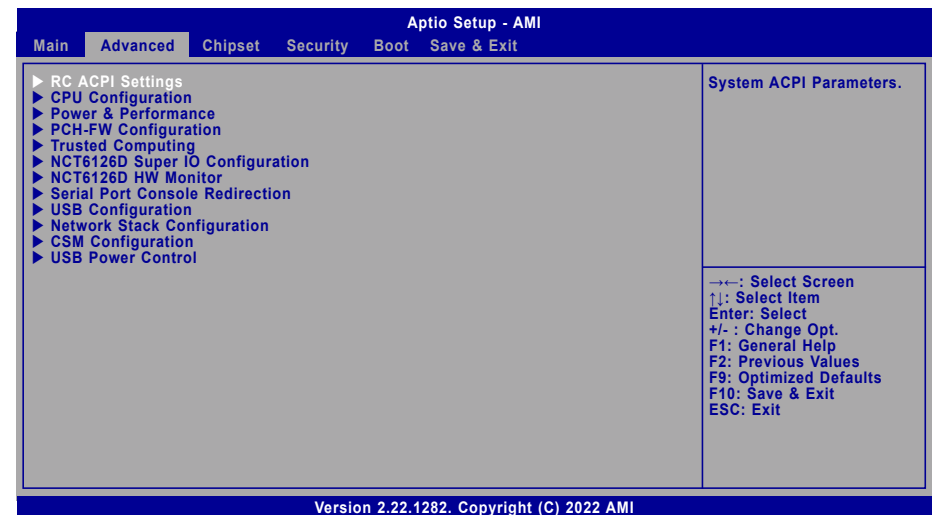 Aptio Setup - AMI
Main Advanced Chipset Security Boot Save & Exit
▶ RC ACPI Settings
▶ CPU Configuration
▶ Power & Performance
▶ PCH-FW Configuration
▶ Trusted Computing
▶ NCT6126D Super IO Configuration
▶ NCT6126D HW Monitor
▶ Serial Port Console Redirection
▶ USB Configuration
▶ Network Stack Configuration
▶ CSM Configuration
▶ USB Power Control
System ACPI Parameters.
→←: Select Screen
↑↓: Select Item
Enter: Select
+/- : Change Opt.
F1: General Help
F2: Previous Values
F9: Optimized Defaults
F10: Save & Exit
ESC: Exit
Version 2.22.1282. Copyright (C) 2022 AMI